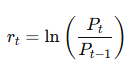 r_t = ln ( P_t / P_{t−1} )